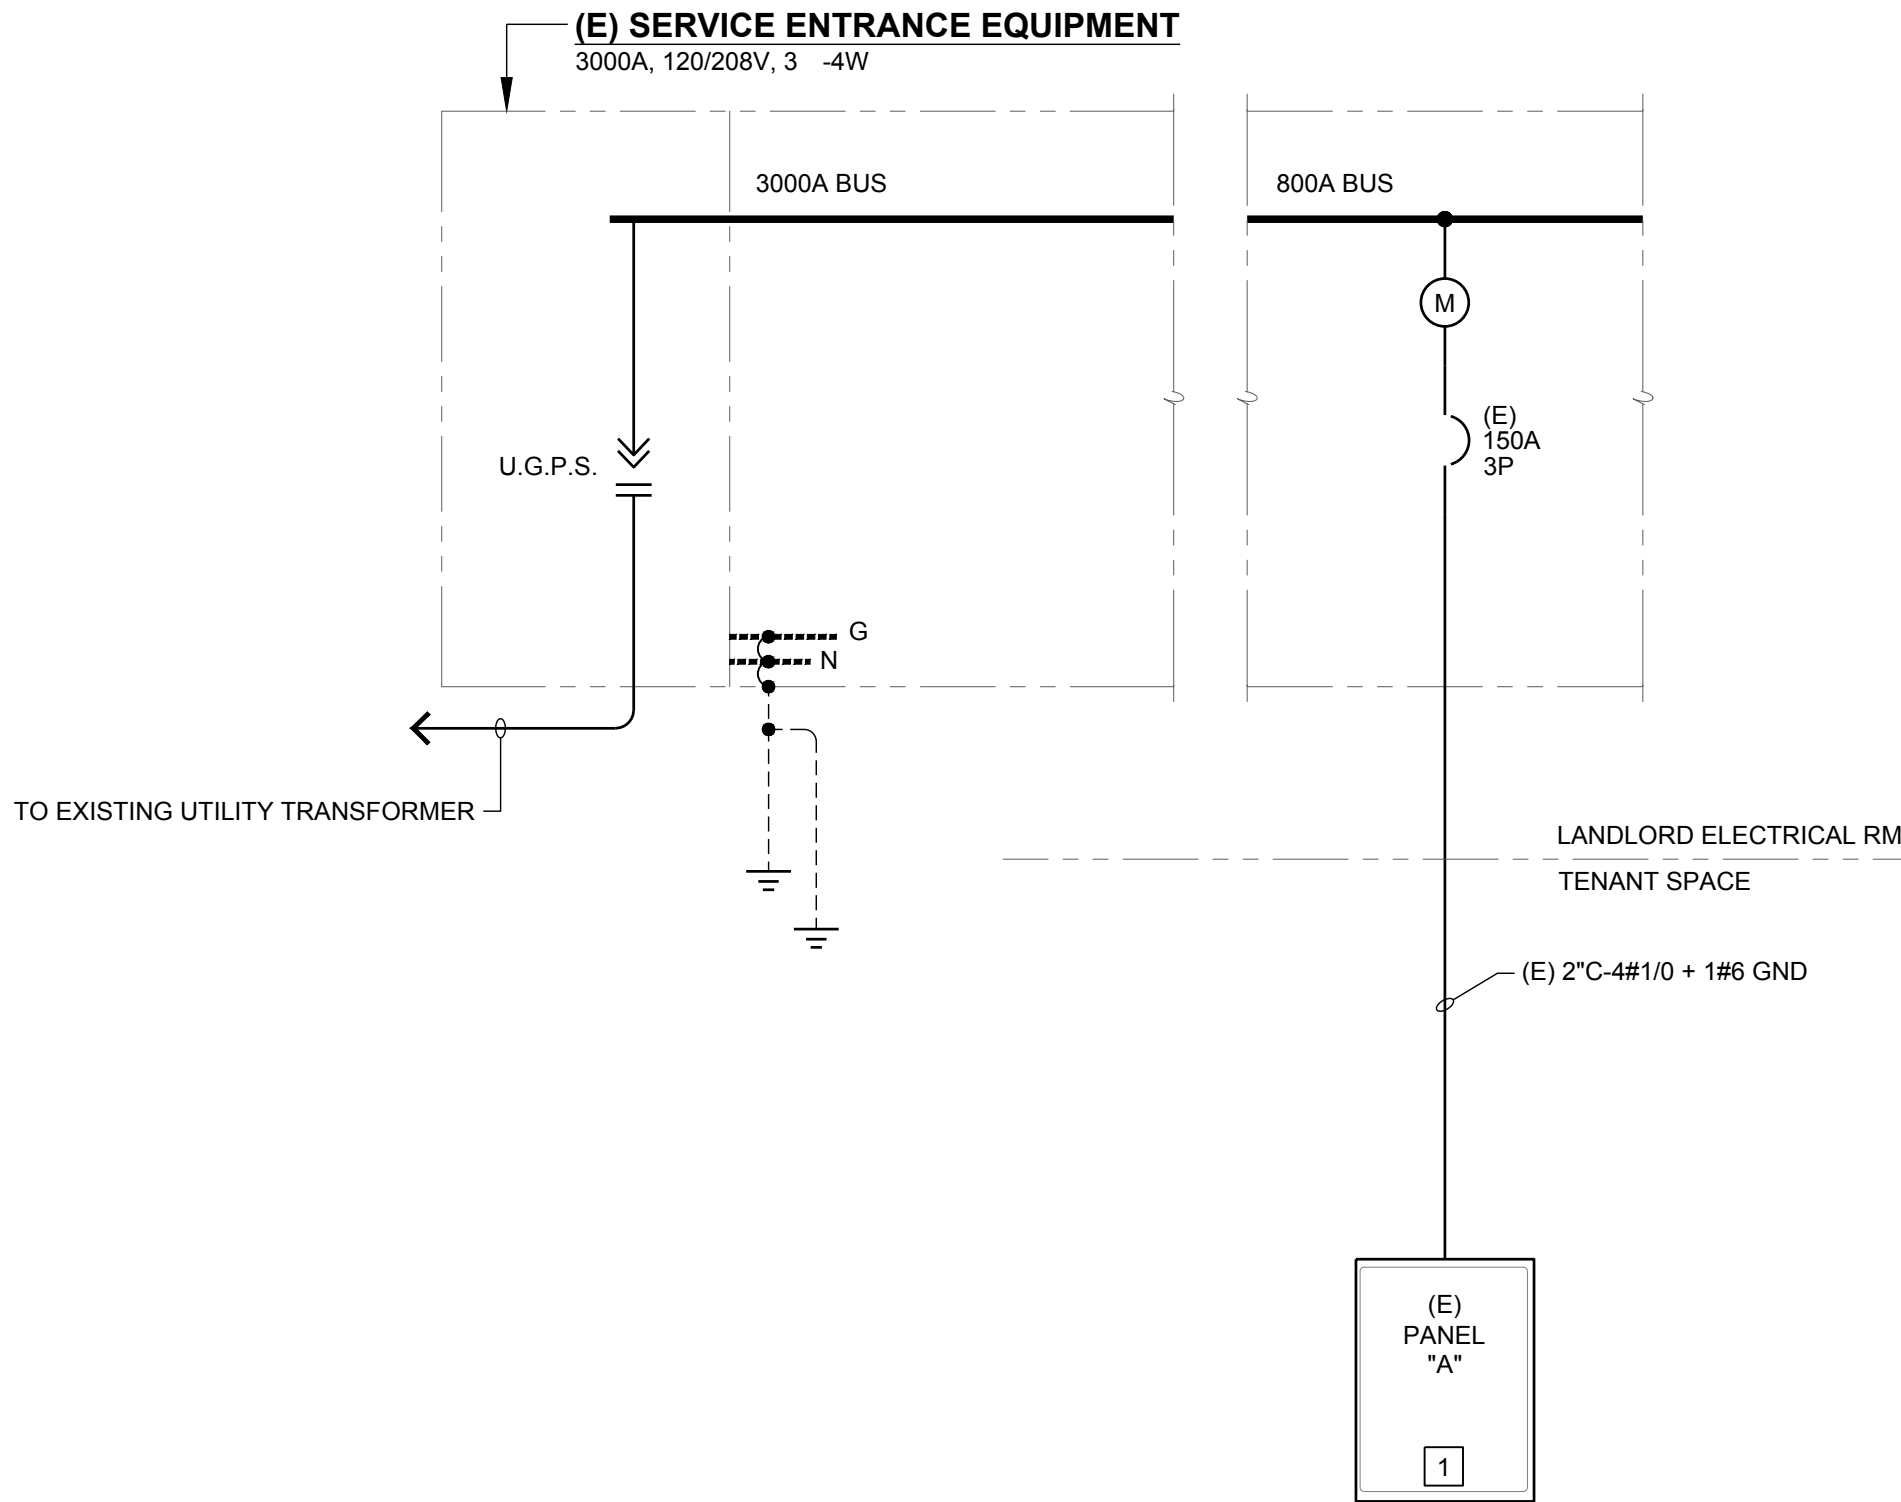 (E) SERVICE ENTRANCE EQUIPMENT
3000A, 120/208V, 3 -4W
3000A BUS
800A BUS
M
(E)
150A
3P
U.G.P.S.
G
N
TO EXISTING UTILITY TRANSFORMER
LANDLORD ELECTRICAL RM
TENANT SPACE
(E) 2"C-4#1/0 + 1#6 GND
(E)
PANEL
"A"
1